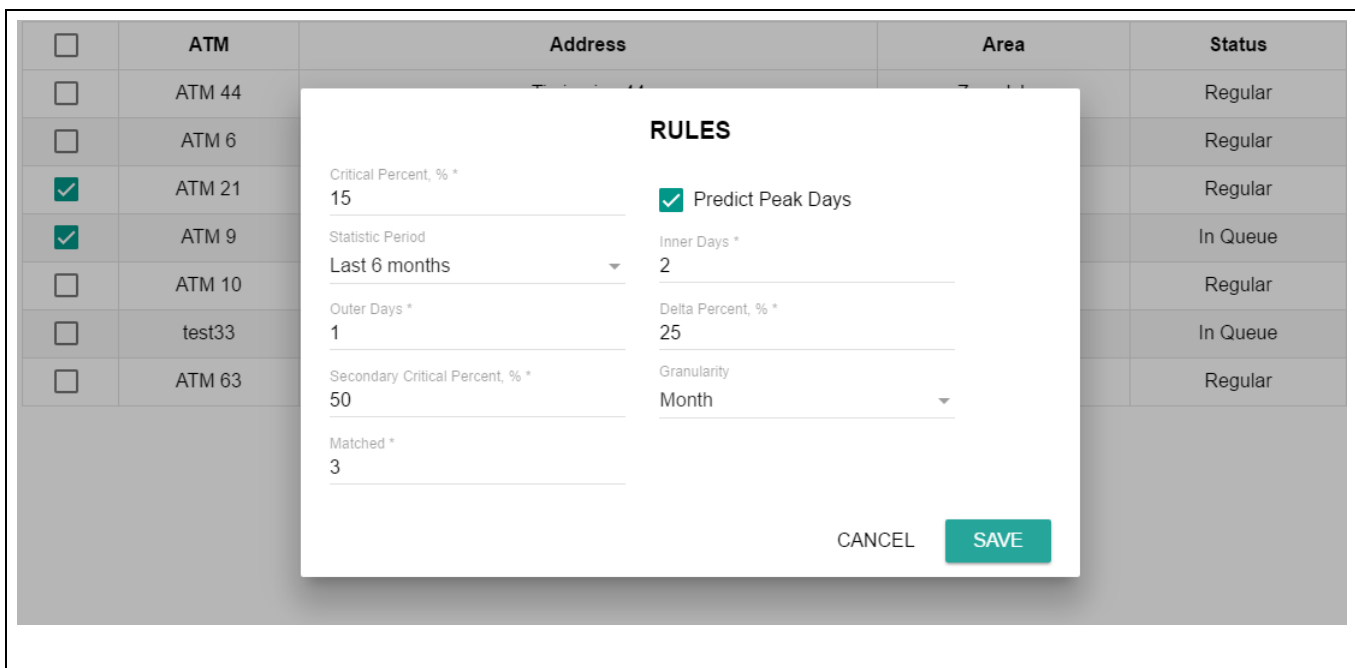 ATM Address Area Status
ATM 44 Regular
ATM 6 Regular
ATM 21 Regular
ATM 9 In Queue
ATM 10 Regular
test33 In Queue
ATM 63 Regular
RULES
Critical Percent, % *
15
Predict Peak Days
Statistic Period
Last 6 months
Inner Days *
2
Outer Days *
1
Delta Percent, % *
25
Secondary Critical Percent, % *
50
Granularity
Month
Matched *
3
CANCEL SAVE